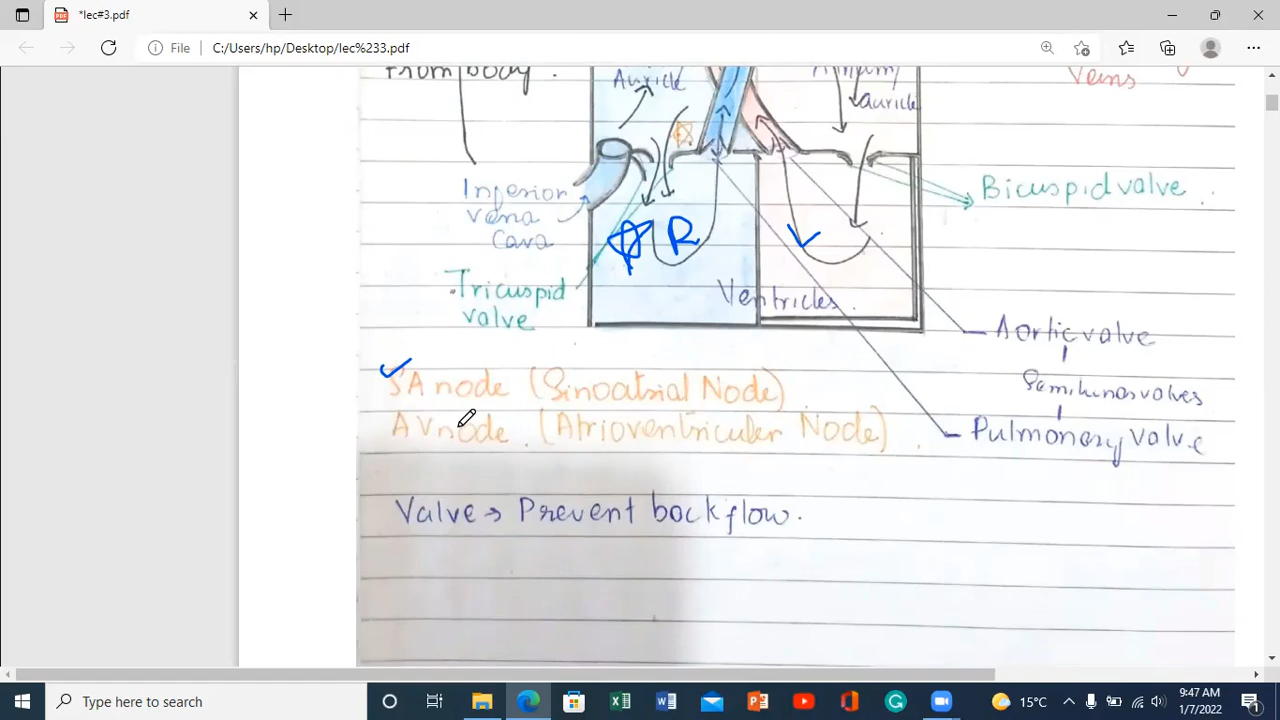 *lec#3.pdf
File
C:/Users/hp/Desktop/lec%233.pdf
From body.
Auricle
auricle
Veins
Inferior
vena
Cava
Bicuspid valve.
R
Tricuspid
valve
Ventricles.
Aortic valve
Semilunar valves
Pulmonary valve
SA node (Sinoatrial Node)
AV node. (Atrioventricular Node).
Valve → Prevent backflow.
Type here to search
15°C
9:47 AM
1/7/2022